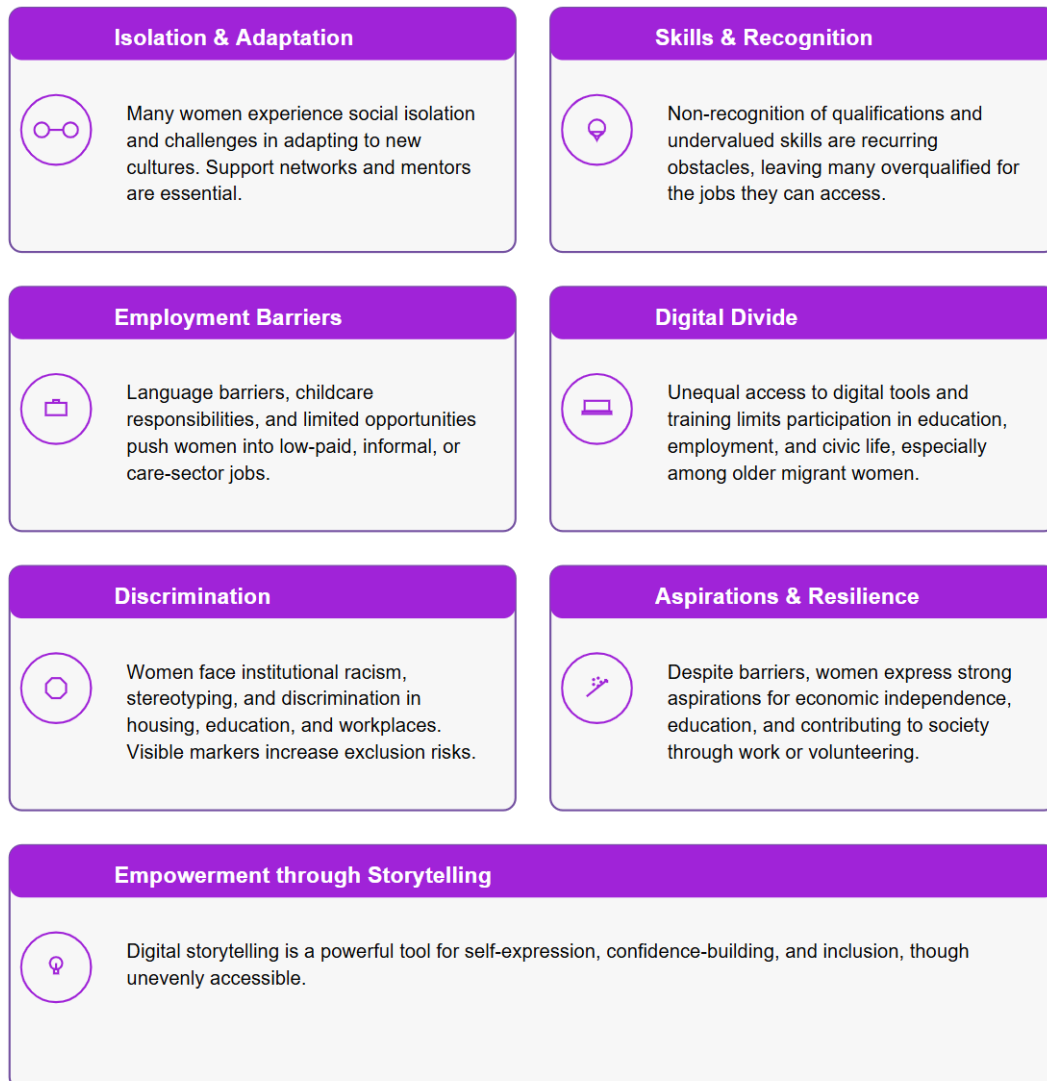 Isolation & Adaptation
Many women experience social isolation
and challenges in adapting to new
cultures. Support networks and mentors
are essential.
Skills & Recognition
Non-recognition of qualifications and
undervalued skills are recurring
obstacles, leaving many overqualified for
the jobs they can access.
Employment Barriers
Language barriers, childcare
responsibilities, and limited opportunities
push women into low-paid, informal, or
care-sector jobs.
Digital Divide
Unequal access to digital tools and
training limits participation in education,
employment, and civic life, especially
among older migrant women.
Discrimination
Women face institutional racism,
stereotyping, and discrimination in
housing, education, and workplaces.
Visible markers increase exclusion risks.
Aspirations & Resilience
Despite barriers, women express strong
aspirations for economic independence,
education, and contributing to society
through work or volunteering.
Empowerment through Storytelling
Digital storytelling is a powerful tool for self-expression, confidence-building, and inclusion, though
unevenly accessible.